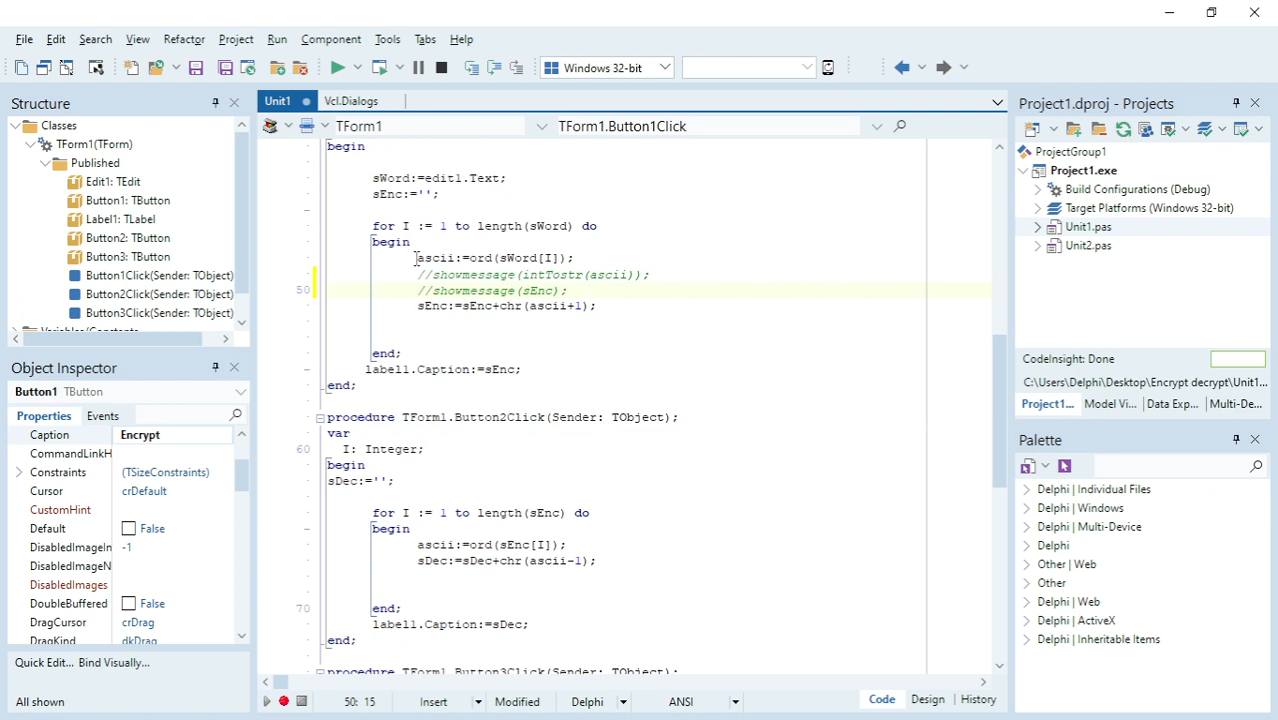 File Edit Search View Refactor Project Run Component Tools Tabs Help
Windows 32-bit
Structure
Classes
TForm1(TForm)
Published
Edit1: TEdit
Button1: TButton
Label1: TLabel
Button2: TButton
Button3: TButton
Button1Click(Sender: TObject)
Button2Click(Sender: TObject)
Button3Click(Sender: TObject)
Variables/Constants
Object Inspector
Button1 TButton
Properties Events
Caption Encrypt
CommandLinkH
Constraints (TSizeConstraints)
Cursor crDefault
CustomHint
Default False
DisabledImageIn -1
DisabledImageN
DisabledImages
DoubleBuffered False
DragCursor crDrag
DragKind dkDrag
Quick Edit... Bind Visually...
All shown
Unit1 Vcl.Dialogs
TForm1 TForm1.Button1Click
begin
sWord:=edit1.Text;
sEnc:='';
for I := 1 to length(sWord) do
begin
ascii:=ord(sWord[I]);
//showmessage(intTostr(ascii));
50 //showmessage(sEnc);
sEnc:=sEnc+chr(ascii+1);
end;
label1.Caption:=sEnc;
end;
procedure TForm1.Button2Click(Sender: TObject);
var
60 I: Integer;
begin
sDec:='';
for I := 1 to length(sEnc) do
begin
ascii:=ord(sEnc[I]);
sDec:=sDec+chr(ascii-1);
70 end;
label1.Caption:=sDec;
end;
procedure TForm1.Button3Click(Sender: TObject);
50: 15 Insert Modified Delphi ANSI Code Design History
Project1.dproj - Projects
ProjectGroup1
Project1.exe
Build Configurations (Debug)
Target Platforms (Windows 32-bit)
Unit1.pas
Unit2.pas
CodeInsight: Done
C:\Users\Delphi\Desktop\Encrypt decrypt\Unit1...
Project1... Model Vi... Data Exp... Multi-De...
Palette
Delphi | Individual Files
Delphi | Windows
Delphi | Multi-Device
Delphi
Other | Web
Other
Delphi | Web
Delphi | ActiveX
Delphi | Inheritable Items